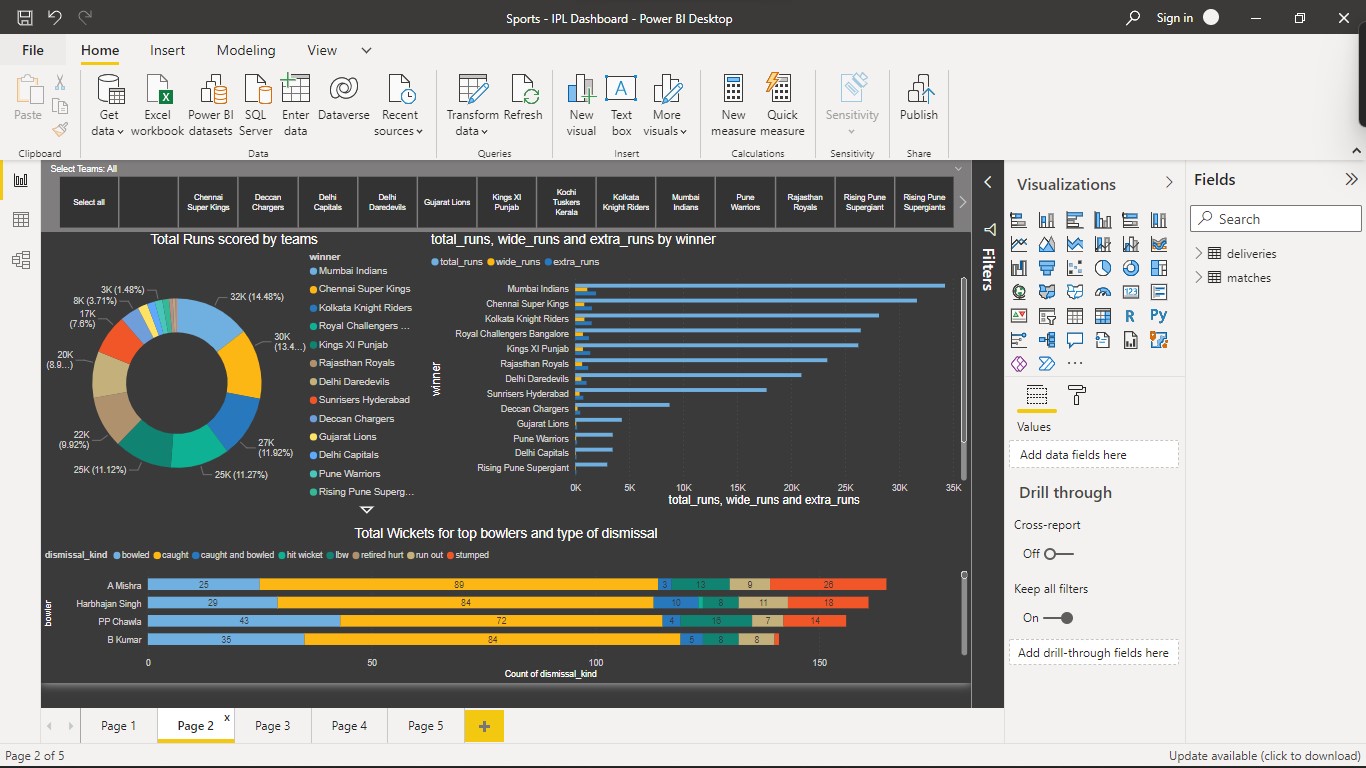 Sports - IPL Dashboard - Power BI Desktop
Sign in
File
Home
Insert
Modeling
View
Paste
Get data
Excel workbook
Power BI datasets
SQL Server
Enter data
Dataverse
Recent sources
Transform data
Refresh
New visual
Text box
More visuals
New measure
Quick measure
Sensitivity
Publish
Clipboard
Data
Queries
Insert
Calculations
Sensitivity
Share
Select Teams: All
Select all
Chennai Super Kings
Deccan Chargers
Delhi Capitals
Delhi Daredevils
Gujarat Lions
Kings XI Punjab
Kochi Tuskers Kerala
Kolkata Knight Riders
Mumbai Indians
Pune Warriors
Rajasthan Royals
Rising Pune Supergiant
Rising Pune Supergiants
Total Runs scored by teams
32K (14.48%)
30K (13.4...)
27K (11.92%)
25K (11.27%)
25K (11.12%)
22K (9.92%)
20K (8.9...)
17K (7.6%)
8K (3.71%)
3K (1.48%)
winner
Mumbai Indians
Chennai Super Kings
Kolkata Knight Riders
Royal Challengers ...
Kings XI Punjab
Rajasthan Royals
Delhi Daredevils
Sunrisers Hyderabad
Deccan Chargers
Gujarat Lions
Delhi Capitals
Pune Warriors
Rising Pune Superg...
total_runs, wide_runs and extra_runs by winner
total_runs wide_runs extra_runs
winner
Mumbai Indians
Chennai Super Kings
Kolkata Knight Riders
Royal Challengers Bangalore
Kings XI Punjab
Rajasthan Royals
Delhi Daredevils
Sunrisers Hyderabad
Deccan Chargers
Gujarat Lions
Pune Warriors
Delhi Capitals
Rising Pune Supergiant
0K 5K 10K 15K 20K 25K 30K 35K
total_runs, wide_runs and extra_runs
Total Wickets for top bowlers and type of dismissal
dismissal_kind bowled caught caught and bowled hit wicket lbw retired hurt run out stumped
bowler
A Mishra 25 89 3 13 9 26
Harbhajan Singh 29 84 10 8 11 18
PP Chawla 43 72 4 15 7 14
B Kumar 35 84 5 8 8
0 50 100 150
Count of dismissal_kind
Filters
Visualizations
123
R
Py
...
Values
Add data fields here
Drill through
Cross-report
Off
Keep all filters
On
Add drill-through fields here
Fields
Search
deliveries
matches
Page 1
Page 2
x
Page 3
Page 4
Page 5
+
Page 2 of 5
Update available (click to download)